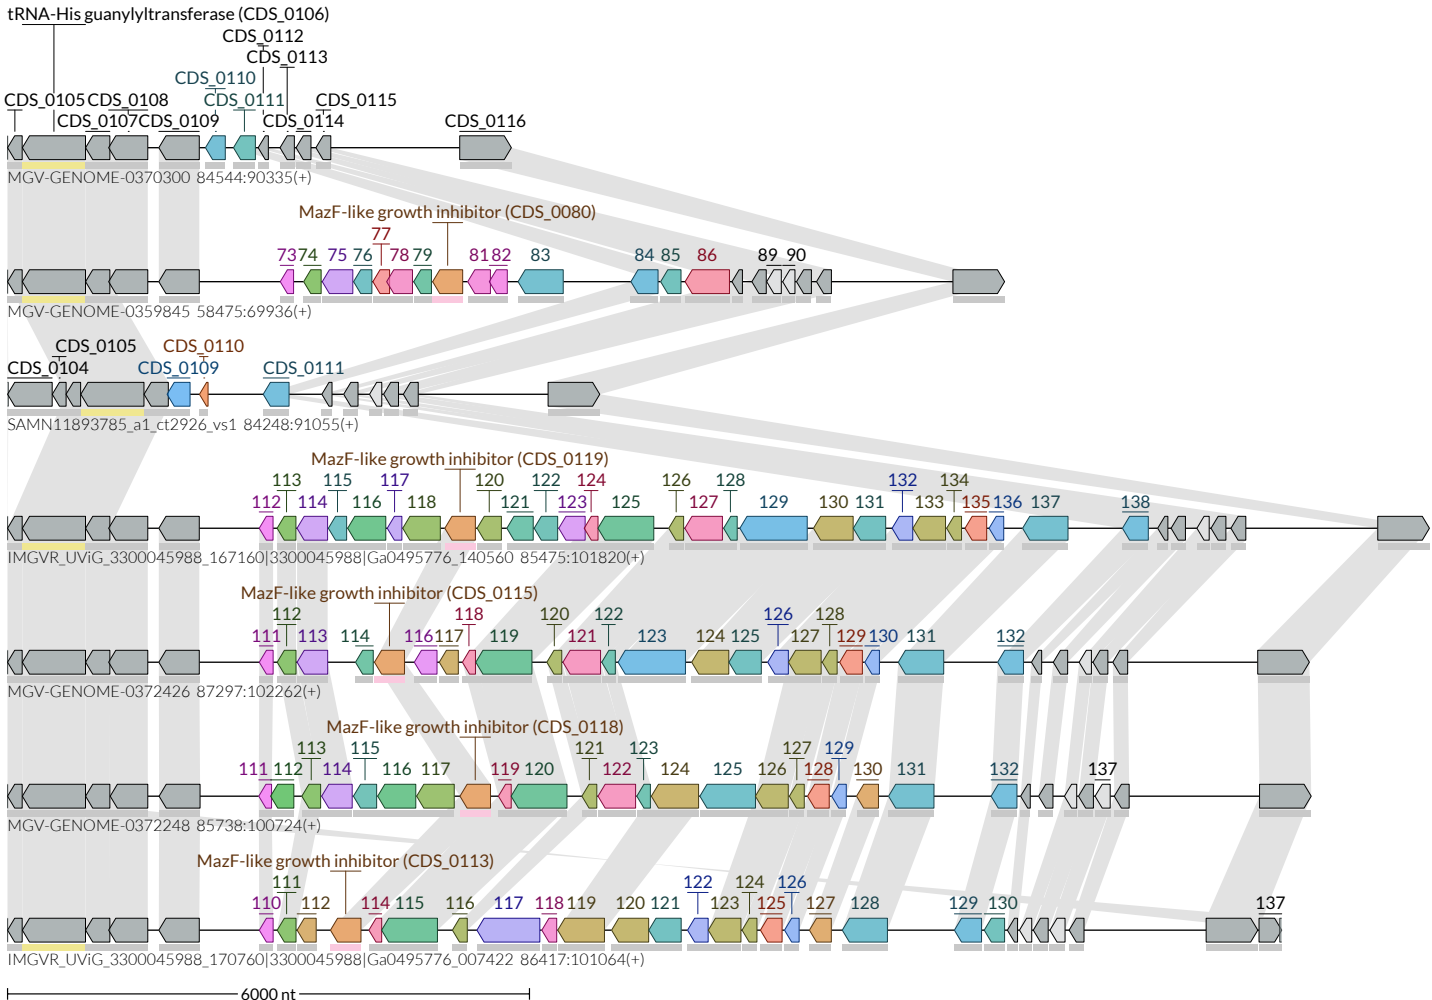 tRNA-His guanylyltransferase (CDS_0106)
CDS_0112
CDS_0113
CDS_0110
CDS_0105 CDS_0108 CDS_0111 CDS_0115
CDS_0107 CDS_0109 CDS_0114 CDS_0116
MGV-GENOME-0370300 84544:90335(+)
MazF-like growth inhibitor (CDS_0080)
77
73 74 75 76 78 79 81 82 83 84 85 86 89 90
MGV-GENOME-0359845 58475:69936(+)
CDS_0105 CDS_0110
CDS_0104 CDS_0109 CDS_0111
SAMN11893785_a1_ct2926_vs1 84248:91055(+)
MazF-like growth inhibitor (CDS_0119)
113 115 117 120 122 124 126 128 132 134
112 114 116 118 121 123 125 127 129 130 131 133 135 136 137 138
IMGVR_UViG_3300045988_167160|3300045988|Ga0495776_140560 85475:101820(+)
MazF-like growth inhibitor (CDS_0115)
112 118 120 122 126 128
111 113 114 116 117 119 121 123 124 125 127 129 130 131 132
MGV-GENOME-0372426 87297:102262(+)
MazF-like growth inhibitor (CDS_0118)
113 115 121 123 127 129
111 112 114 116 117 119 120 122 124 125 126 128 130 131 132 137
MGV-GENOME-0372248 85738:100724(+)
MazF-like growth inhibitor (CDS_0113)
111 122 124 126
110 112 114 115 116 117 118 119 120 121 123 125 127 128 129 130 137
IMGVR_UViG_3300045988_170760|3300045988|Ga0495776_007422 86417:101064(+)
6000 nt